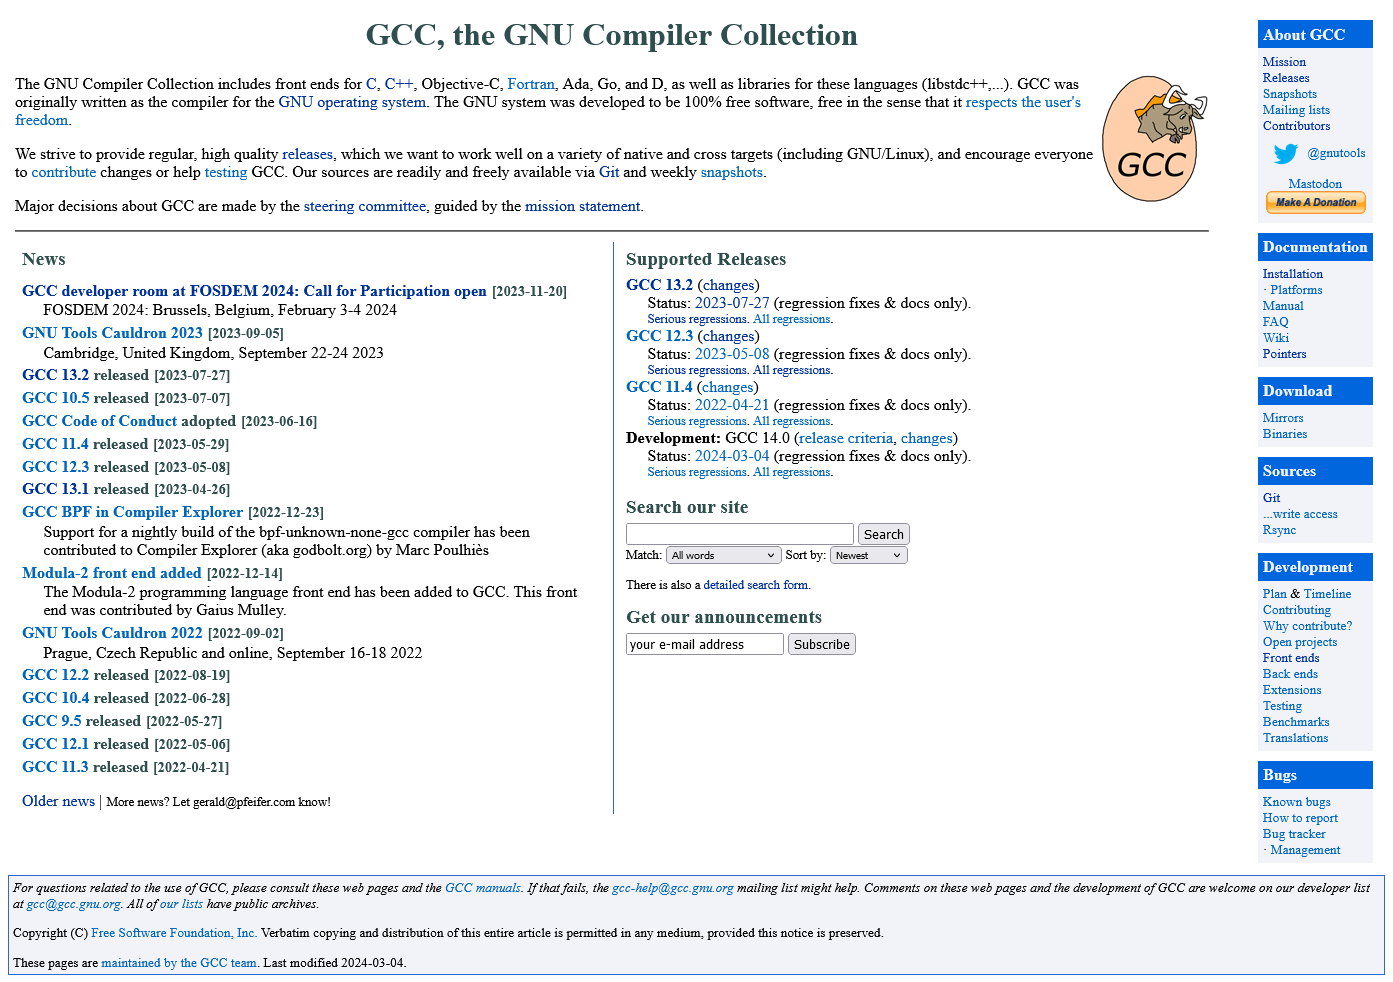 GCC, the GNU Compiler Collection
The GNU Compiler Collection includes front ends for C, C++, Objective-C, Fortran, Ada, Go, and D, as well as libraries for these languages (libstdc++,...). GCC was
originally written as the compiler for the GNU operating system. The GNU system was developed to be 100% free software, free in the sense that it respects the user's
freedom.
We strive to provide regular, high quality releases, which we want to work well on a variety of native and cross targets (including GNU/Linux), and encourage everyone
to contribute changes or help testing GCC. Our sources are readily and freely available via Git and weekly snapshots.
Major decisions about GCC are made by the steering committee, guided by the mission statement.
GCC
News
GCC developer room at FOSDEM 2024: Call for Participation open [2023-11-20]
FOSDEM 2024: Brussels, Belgium, February 3-4 2024
GNU Tools Cauldron 2023 [2023-09-05]
Cambridge, United Kingdom, September 22-24 2023
GCC 13.2 released [2023-07-27]
GCC 10.5 released [2023-07-07]
GCC Code of Conduct adopted [2023-06-16]
GCC 11.4 released [2023-05-29]
GCC 12.3 released [2023-05-08]
GCC 13.1 released [2023-04-26]
GCC BPF in Compiler Explorer [2022-12-23]
Support for a nightly build of the bpf-unknown-none-gcc compiler has been
contributed to Compiler Explorer (aka godbolt.org) by Marc Poulhiès
Modula-2 front end added [2022-12-14]
The Modula-2 programming language front end has been added to GCC. This front
end was contributed by Gaius Mulley.
GNU Tools Cauldron 2022 [2022-09-02]
Prague, Czech Republic and online, September 16-18 2022
GCC 12.2 released [2022-08-19]
GCC 10.4 released [2022-06-28]
GCC 9.5 released [2022-05-27]
GCC 12.1 released [2022-05-06]
GCC 11.3 released [2022-04-21]
Older news | More news? Let gerald@pfeifer.com know!
Supported Releases
GCC 13.2 (changes)
Status: 2023-07-27 (regression fixes & docs only).
Serious regressions. All regressions.
GCC 12.3 (changes)
Status: 2023-05-08 (regression fixes & docs only).
Serious regressions. All regressions.
GCC 11.4 (changes)
Status: 2022-04-21 (regression fixes & docs only).
Serious regressions. All regressions.
Development: GCC 14.0 (release criteria, changes)
Status: 2024-03-04 (regression fixes & docs only).
Serious regressions. All regressions.
Search our site
Search
Match: All words Sort by: Newest
There is also a detailed search form.
Get our announcements
your e-mail address Subscribe
About GCC
Mission
Releases
Snapshots
Mailing lists
Contributors
@gnutools
Mastodon
Make A Donation
Documentation
Installation
· Platforms
Manual
FAQ
Wiki
Pointers
Download
Mirrors
Binaries
Sources
Git
...write access
Rsync
Development
Plan & Timeline
Contributing
Why contribute?
Open projects
Front ends
Back ends
Extensions
Testing
Benchmarks
Translations
Bugs
Known bugs
How to report
Bug tracker
· Management
For questions related to the use of GCC, please consult these web pages and the GCC manuals. If that fails, the gcc-help@gcc.gnu.org mailing list might help. Comments on these web pages and the development of GCC are welcome on our developer list
at gcc@gcc.gnu.org. All of our lists have public archives.
Copyright (C) Free Software Foundation, Inc. Verbatim copying and distribution of this entire article is permitted in any medium, provided this notice is preserved.
These pages are maintained by the GCC team. Last modified 2024-03-04.